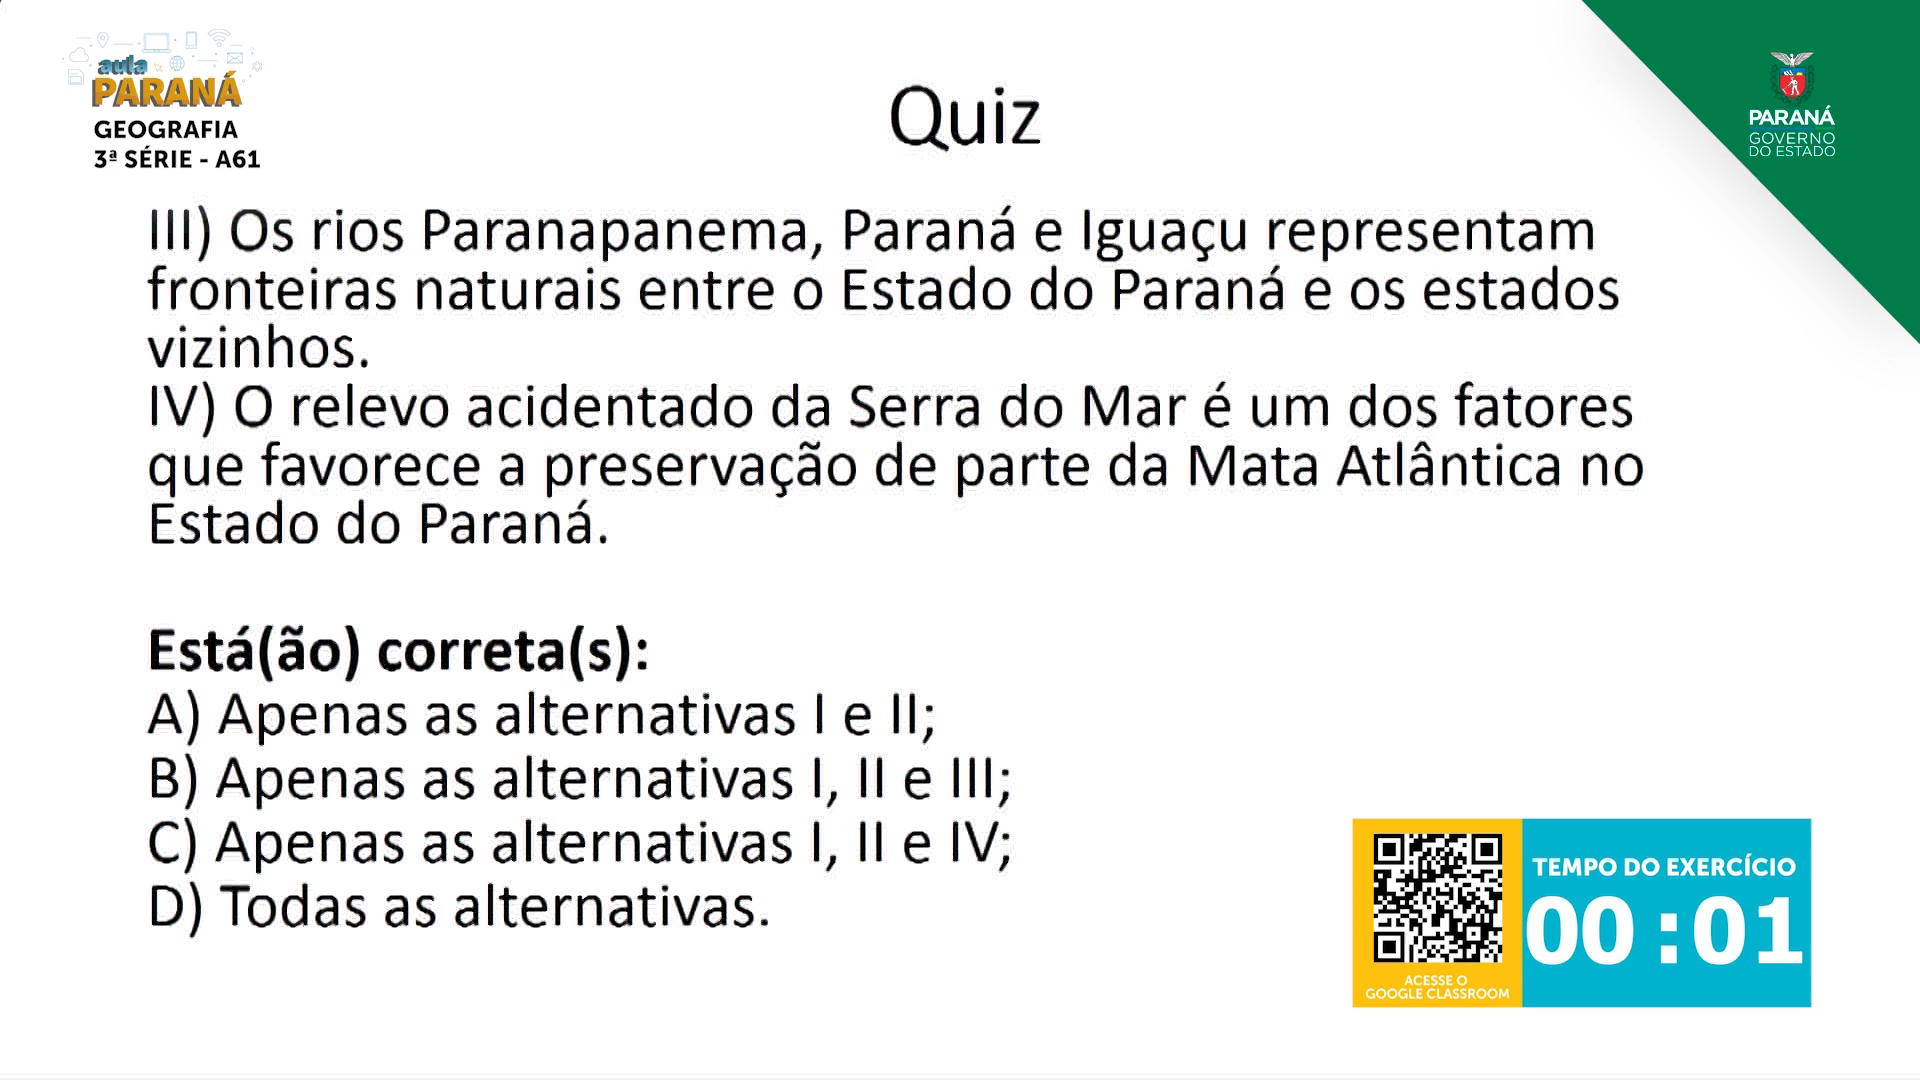 aula
PARANÁ
GEOGRAFIA
3ª SÉRIE - A61
Quiz
PARANÁ
GOVERNO
DO ESTADO
III) Os rios Paranapanema, Paraná e Iguaçu representam
fronteiras naturais entre o Estado do Paraná e os estados
vizinhos.
IV) O relevo acidentado da Serra do Mar é um dos fatores
que favorece a preservação de parte da Mata Atlântica no
Estado do Paraná.
Está(ão) correta(s):
A) Apenas as alternativas I e II;
B) Apenas as alternativas I, II e III;
C) Apenas as alternativas I, II e IV;
D) Todas as alternativas.
TEMPO DO EXERCÍCIO
00:01
ACESSE O
GOOGLE CLASSROOM